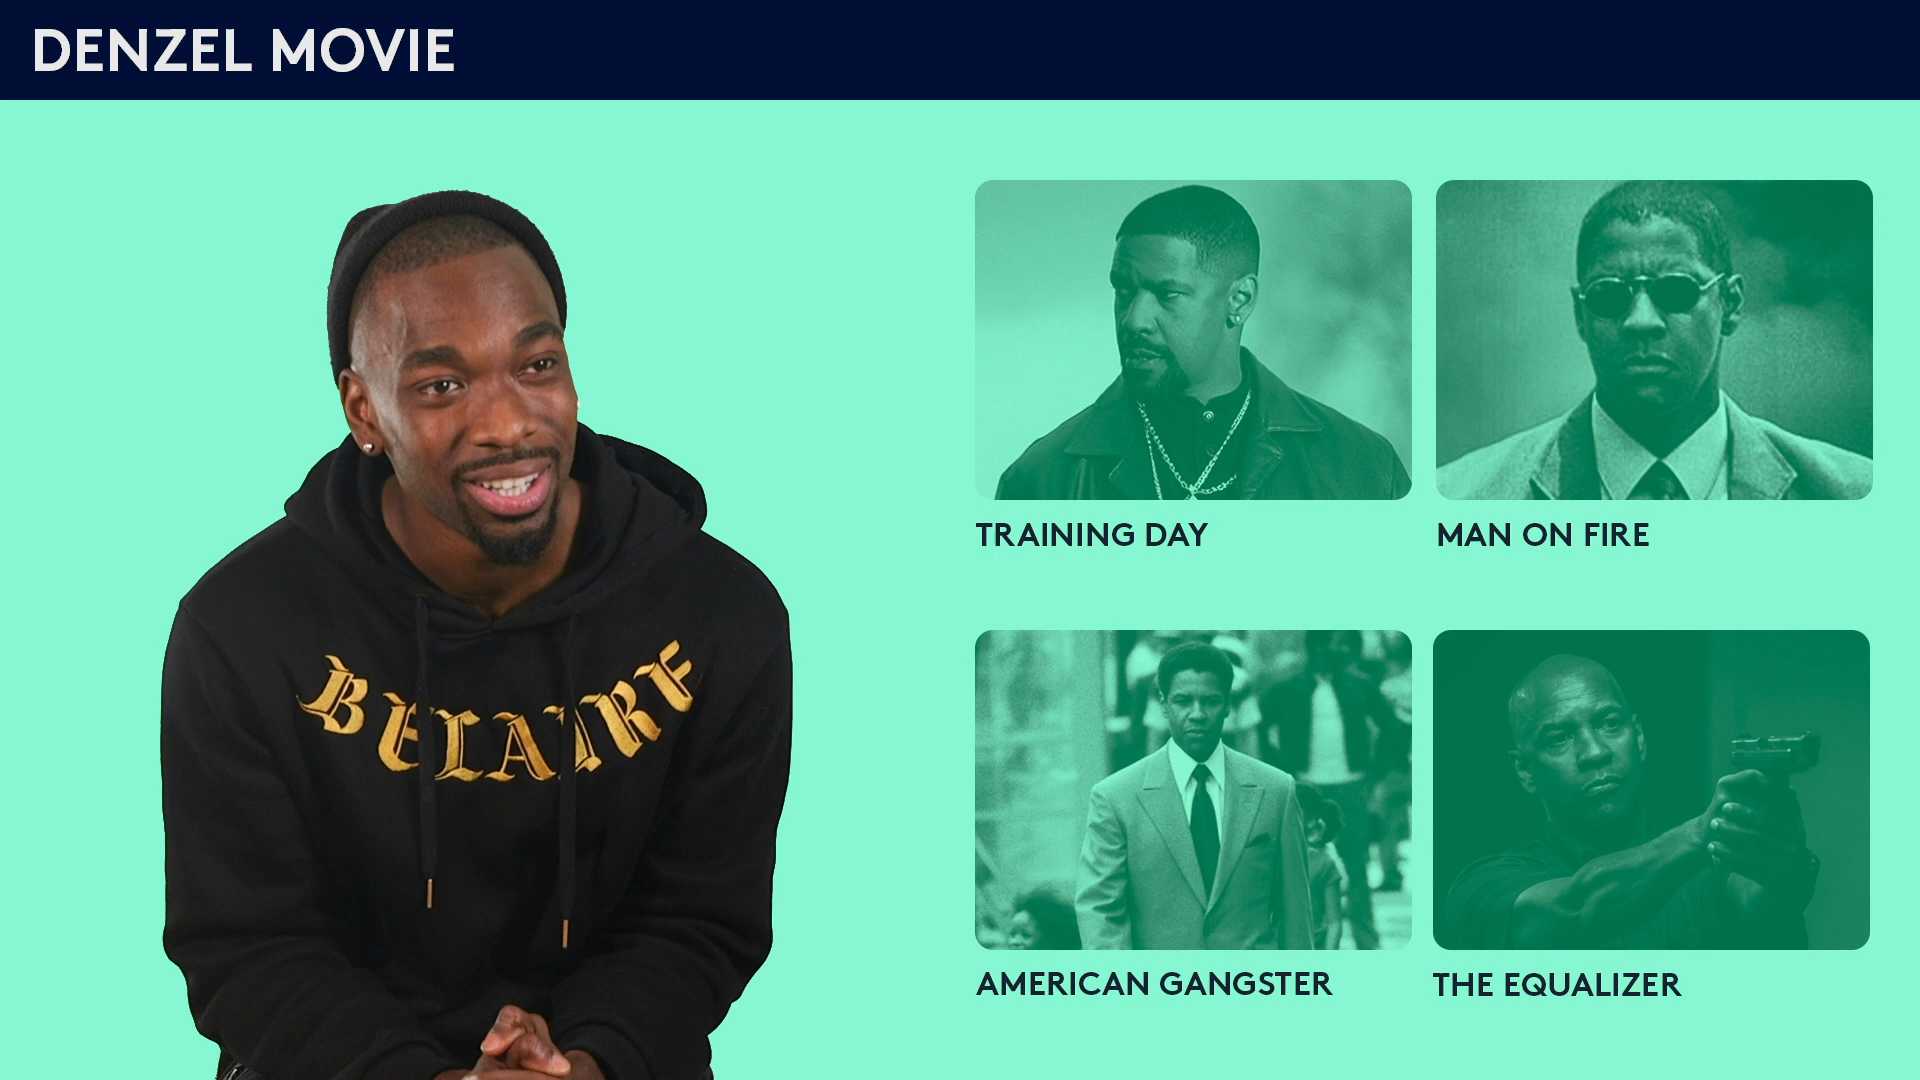 DENZEL MOVIE
TRAINING DAY
MAN ON FIRE
BELAIRE
AMERICAN GANGSTER
THE EQUALIZER